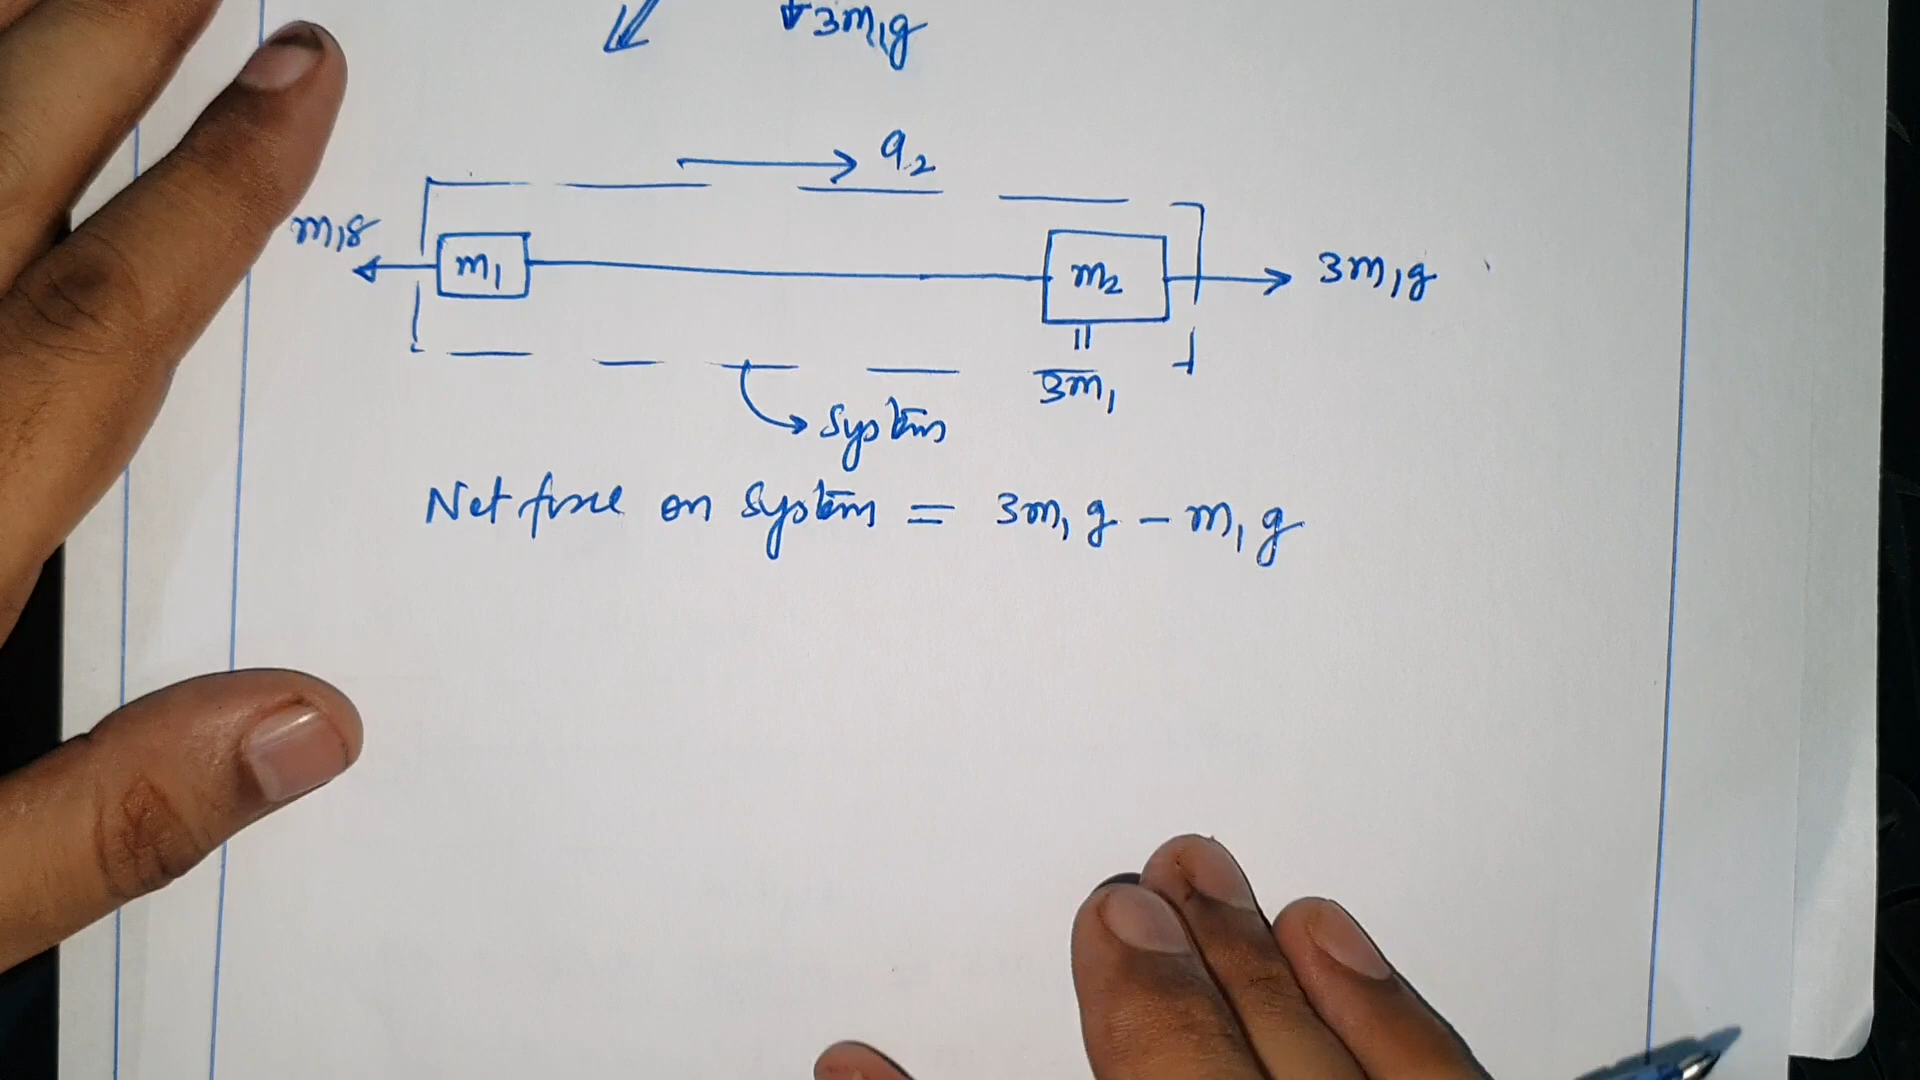 3m₁g
a₂
m₁g
m₁
m₂
3m₁g
=
3m₁
System
Net force on System = 3m₁g - m₁g